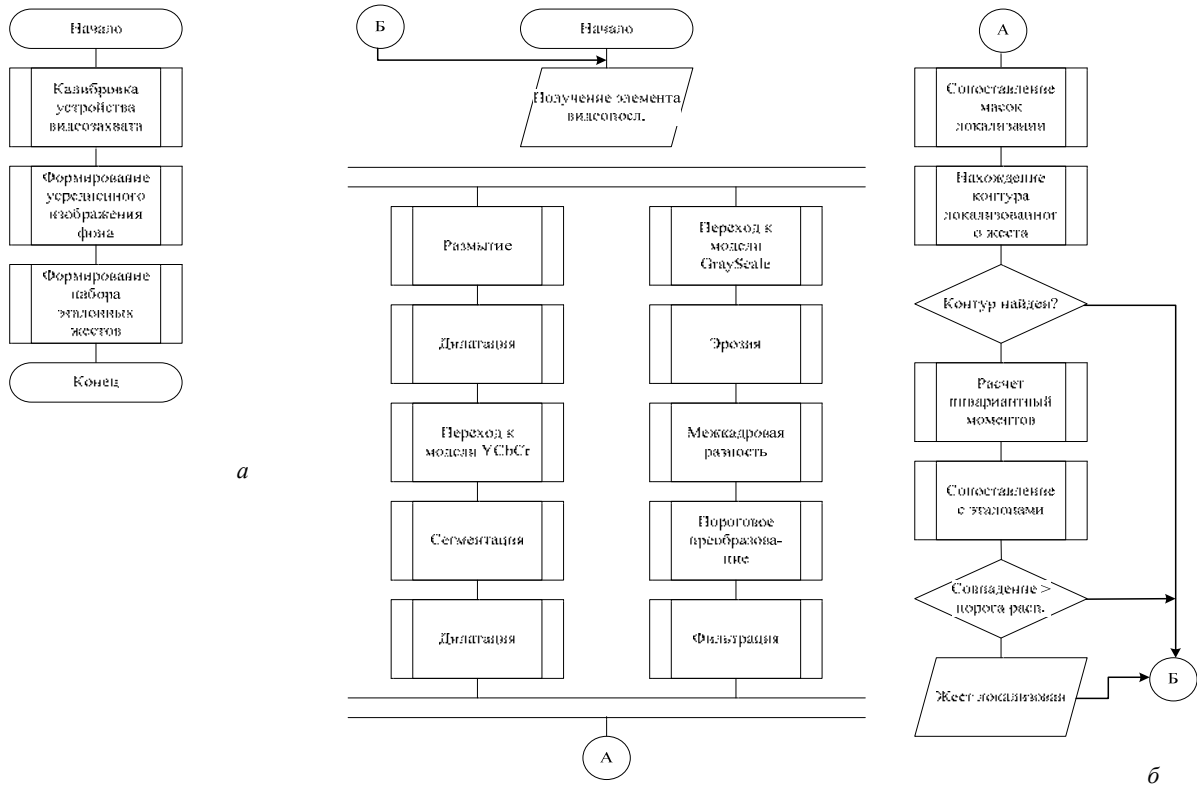 Начало
Калибровка
устройства
видеозахвата
Формирование
усредненного
изображения
фона
Формирование
набора
эталонных
жестов
Конец
а
Б
Начало
Получение элемента
видеопосл.
Размытие
Дилатация
Переход к
модели YCbCr
Сегментация
Дилатация
Переход к
модели
GrayScale
Эрозия
Межкадровая
разность
Пороговое
преобразова-
ние
Фильтрация
А
А
Сопоставление
масок
локализации
Нахождение
контура
локализованног
о жеста
Контур найден?
Расчет
инвариантный
моментов
Сопоставление
с эталонами
Совпадение >
порога расп.
Жест локализован
Б
б